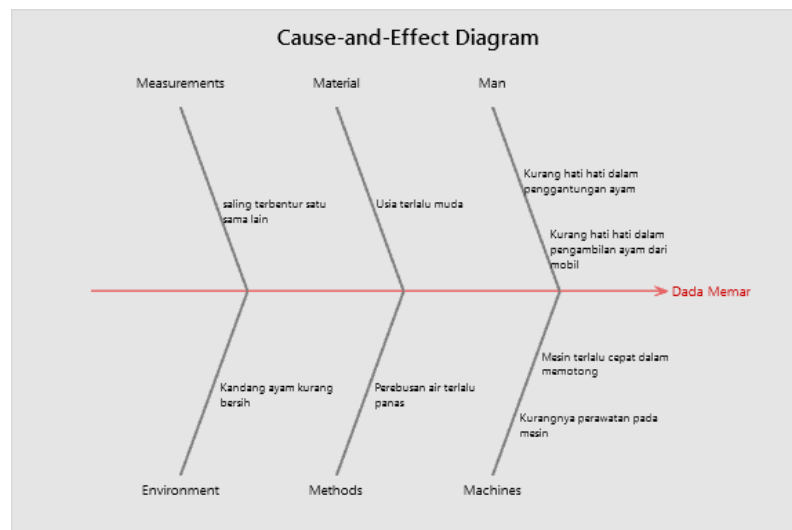 Cause-and-Effect Diagram
Measurements
Material
Man
Kurang hati hati dalam
penggantungan ayam
saling terbentur satu
sama lain
Usia terlalu muda
Kurang hati hati dalam
pengambilan ayam dari
mobil
Dada Memar
Mesin terlalu cepat dalam
memotong
Kandang ayam kurang
bersih
Perebusan air terlalu
panas
Kurangnya perawatan pada
mesin
Environment
Methods
Machines